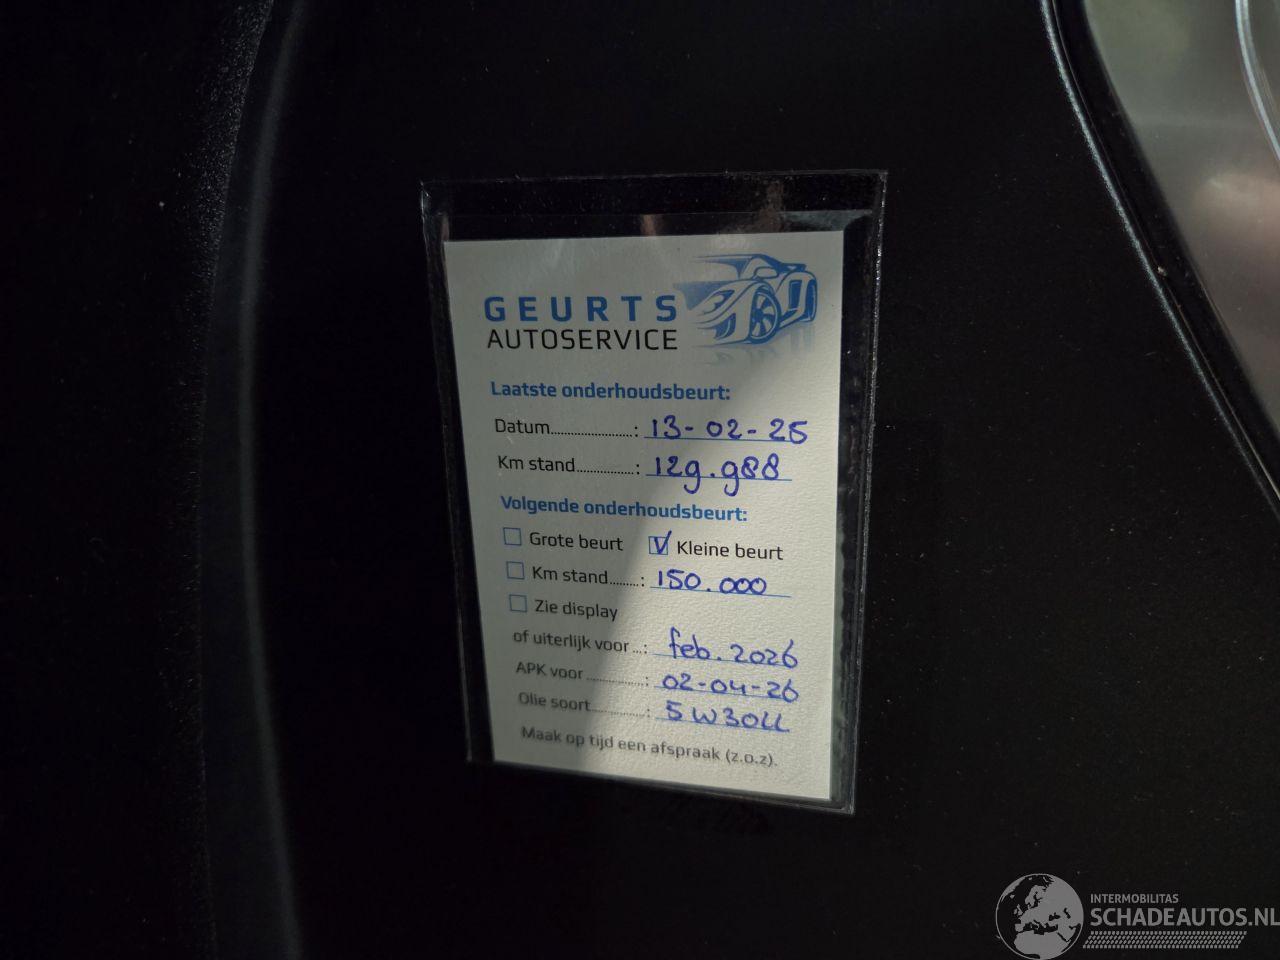 GEURTS
AUTOSERVICE
Laatste onderhoudsbeurt:
Datum......................: 13-02-25
Km stand................: 129.988
Volgende onderhoudsbeurt:
Grote beurt V Kleine beurt
Km stand.........: 150.000
Zie display
of uiterlijk voor...: feb. 2026
APK voor................: 02-04-26
Olie soort...............: 5W30LL
Maak op tijd een afspraak (z.o.z).
INTERMOBILITAS
SCHADEAUTOS.NL